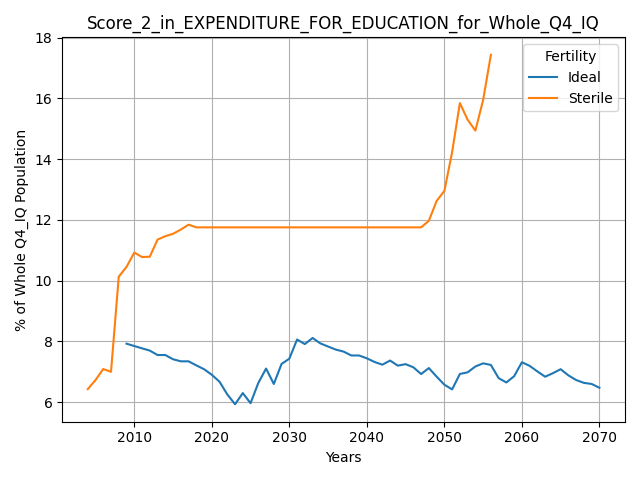 Score_2_in_EXPENDITURE_FOR_EDUCATION_for_Whole_Q4_IQ
18
16
14
12
10
8
6
% of Whole Q4_IQ Population
Fertility
Ideal
Sterile
2010 2020 2030 2040 2050 2060 2070
Years